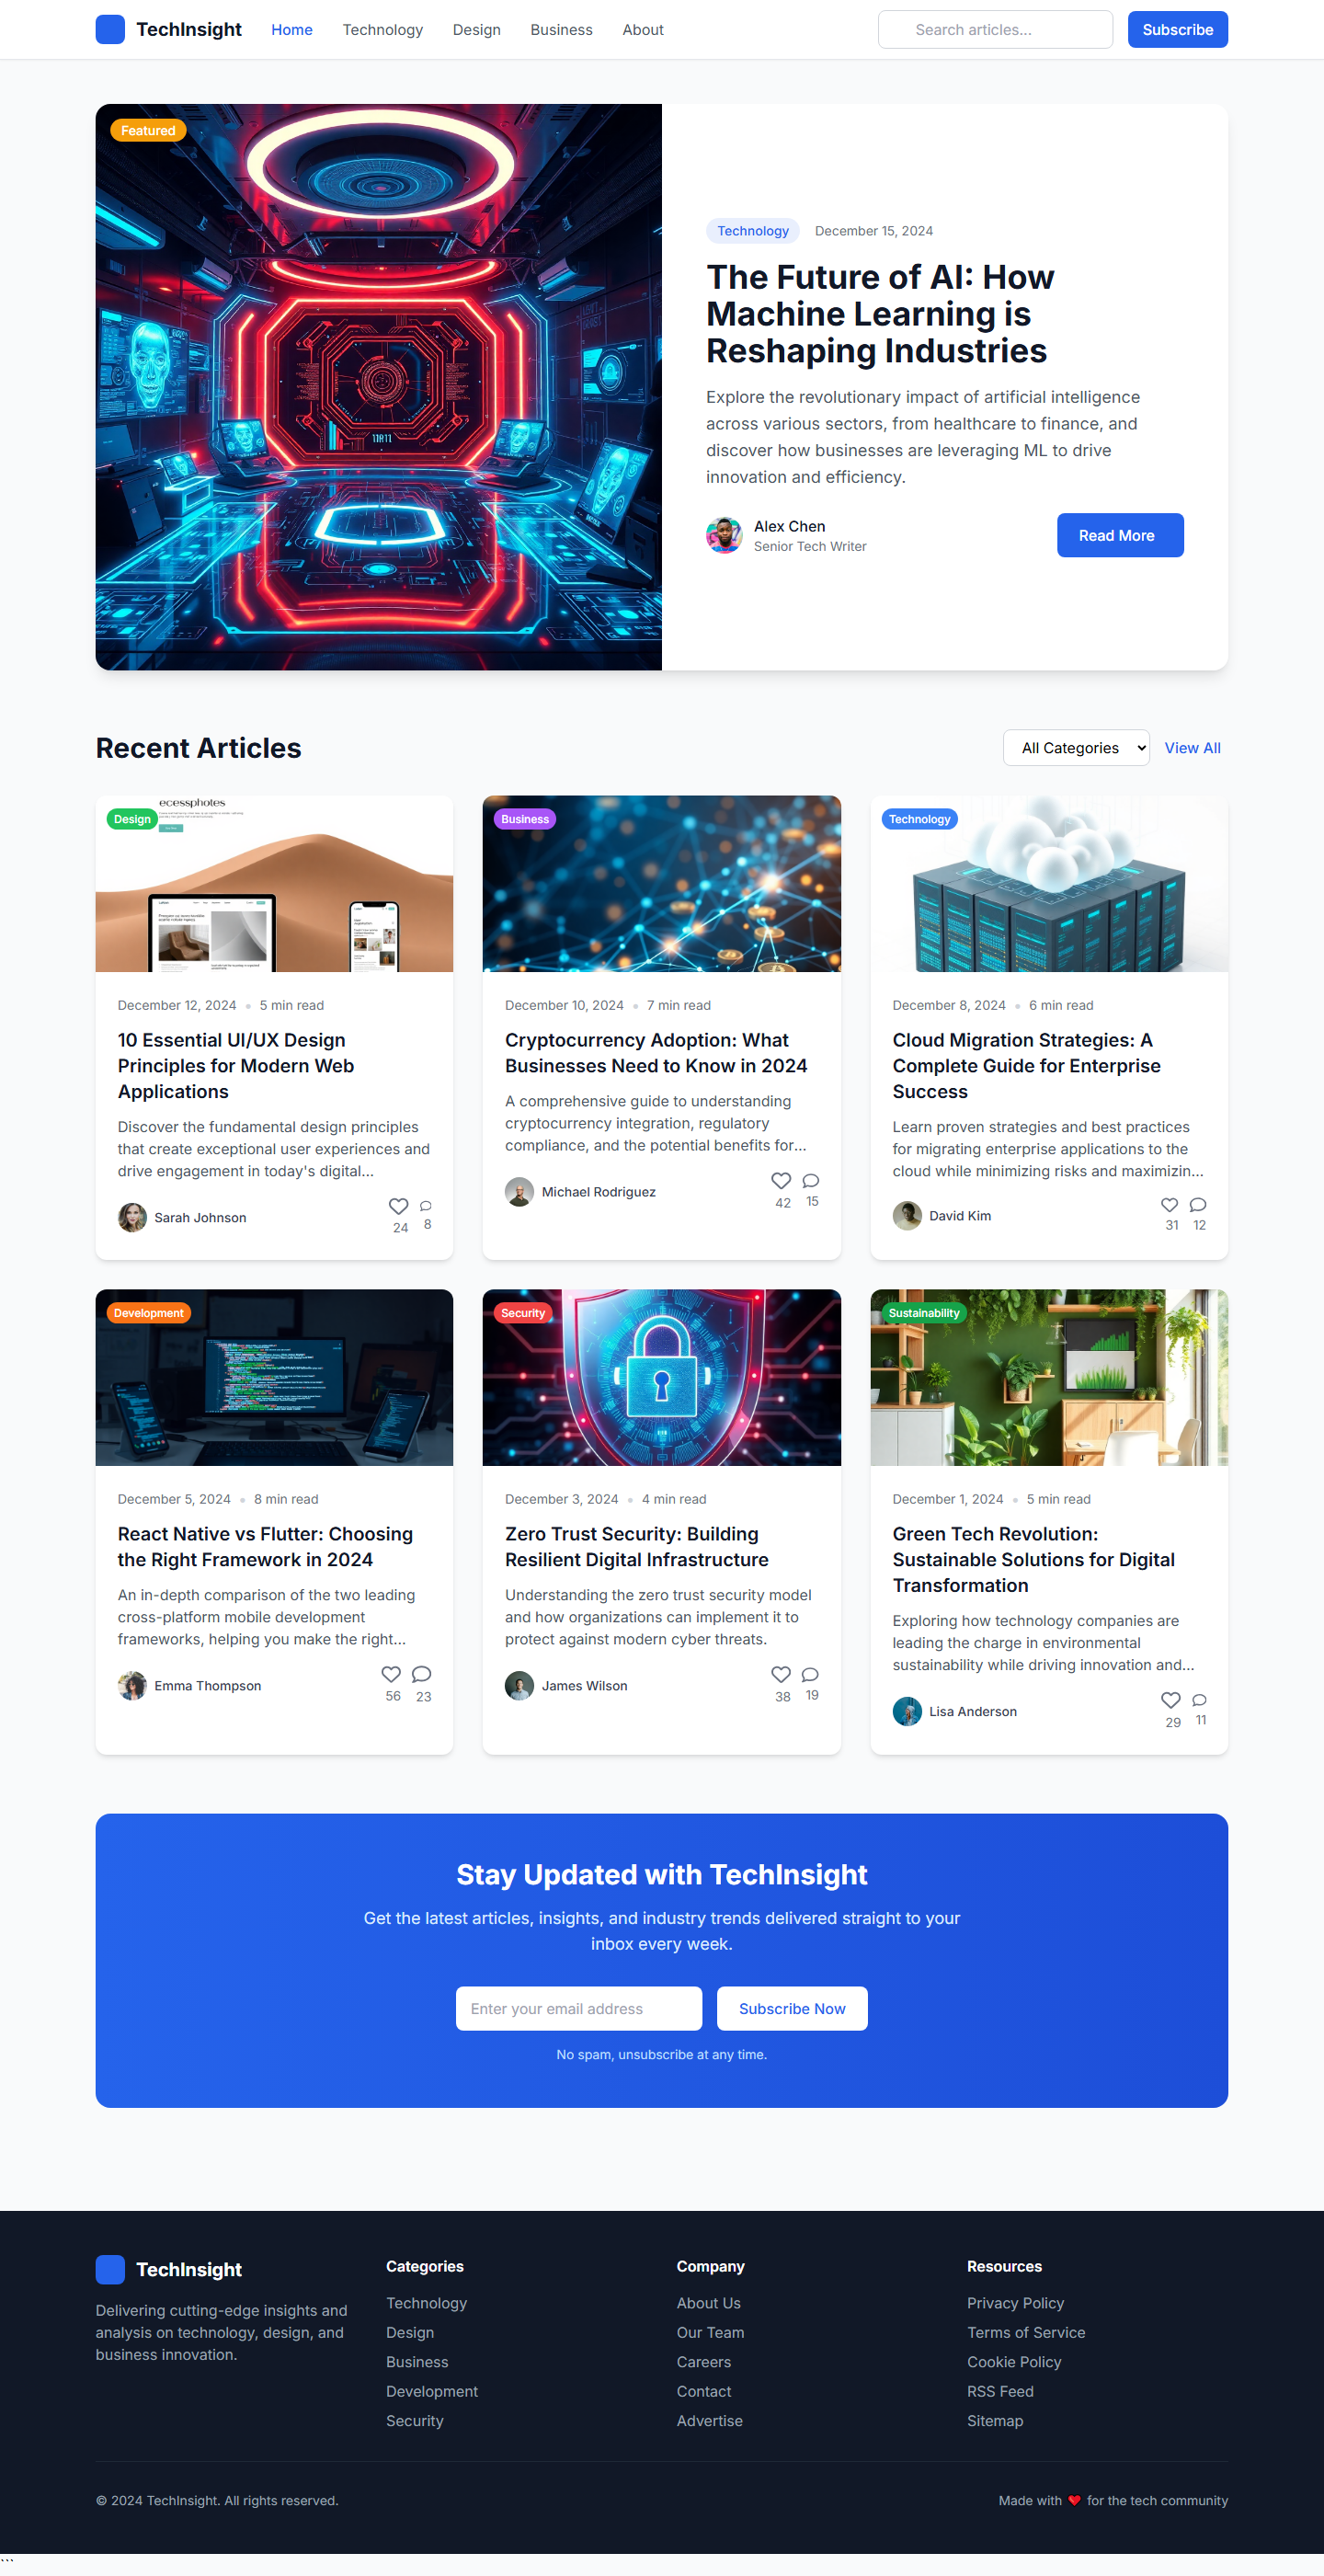 TechInsight
Home
Technology
Design
Business
About
Search articles...
Subscribe
Featured
Technology
December 15, 2024
The Future of AI: How
Machine Learning is
Reshaping Industries
Explore the revolutionary impact of artificial intelligence
across various sectors, from healthcare to finance, and
discover how businesses are leveraging ML to drive
innovation and efficiency.
Alex Chen
Senior Tech Writer
Read More
Recent Articles
All Categories
View All
Design
ecessphotes
December 12, 2024 • 5 min read
10 Essential UI/UX Design
Principles for Modern Web
Applications
Discover the fundamental design principles
that create exceptional user experiences and
drive engagement in today's digital...
Sarah Johnson
24
8
Business
December 10, 2024 • 7 min read
Cryptocurrency Adoption: What
Businesses Need to Know in 2024
A comprehensive guide to understanding
cryptocurrency integration, regulatory
compliance, and the potential benefits for...
Michael Rodriguez
42
15
Technology
December 8, 2024 • 6 min read
Cloud Migration Strategies: A
Complete Guide for Enterprise
Success
Learn proven strategies and best practices
for migrating enterprise applications to the
cloud while minimizing risks and maximizin...
David Kim
31
12
Development
December 5, 2024 • 8 min read
React Native vs Flutter: Choosing
the Right Framework in 2024
An in-depth comparison of the two leading
cross-platform mobile development
frameworks, helping you make the right...
Emma Thompson
56
23
Security
December 3, 2024 • 4 min read
Zero Trust Security: Building
Resilient Digital Infrastructure
Understanding the zero trust security model
and how organizations can implement it to
protect against modern cyber threats.
James Wilson
38
19
Sustainability
December 1, 2024 • 5 min read
Green Tech Revolution:
Sustainable Solutions for Digital
Transformation
Exploring how technology companies are
leading the charge in environmental
sustainability while driving innovation and...
Lisa Anderson
29
11
Stay Updated with TechInsight
Get the latest articles, insights, and industry trends delivered straight to your
inbox every week.
Enter your email address
Subscribe Now
No spam, unsubscribe at any time.
TechInsight
Delivering cutting-edge insights and
analysis on technology, design, and
business innovation.
Categories
Technology
Design
Business
Development
Security
Company
About Us
Our Team
Careers
Contact
Advertise
Resources
Privacy Policy
Terms of Service
Cookie Policy
RSS Feed
Sitemap
© 2024 TechInsight. All rights reserved.
Made with ❤️ for the tech community
```